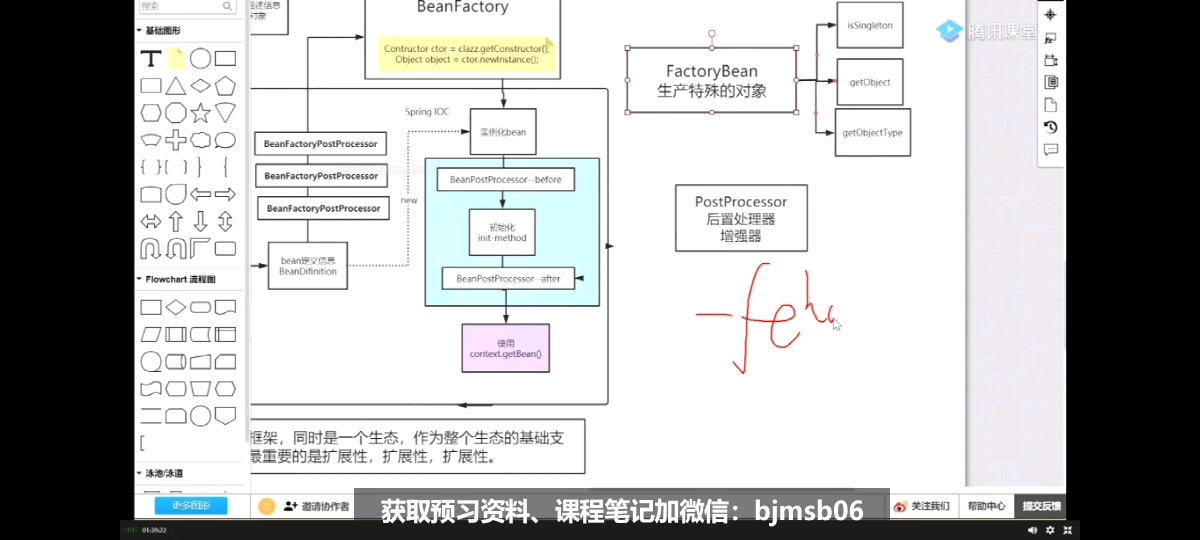 搜索
描述信息
对象
BeanFactory
Contructor ctor = clazz.getConstructor();
Object object = ctor.newInstance();
isSingleton
腾讯课堂
基础图形
FactoryBean
生产特殊的对象
getObject
getObjectType
Spring IOC
实例化bean
BeanFactoryPostProcessor
BeanFactoryPostProcessor
BeanFactoryPostProcessor
new
BeanPostProcessor--before
初始化
init-method
BeanPostProcessor--after
PostProcessor
后置处理器
增强器
bean定义信息
BeanDifinition
Flowchart 流程图
使用
context.getBean()
框架，同时是一个生态，作为整个生态的基础支
最重要的是扩展性，扩展性，扩展性。
泳池/泳道
更多图形
邀请协作者
关注我们
帮助中心
提交反馈
获取预习资料、课程笔记加微信：bjmsb06
01:39:22